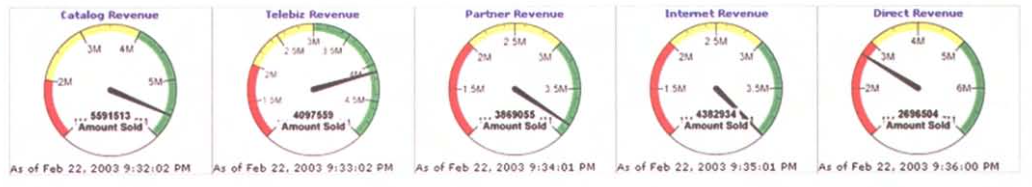 Catalog Revenue
2M
3M
4M
5M
5591513
Amount Sold
As of Feb 22, 2003 9:32:02 PM
Telebiz Revenue
1.5M
2M
2 5M
3M
3 5M
4M
4.5M
4097559
Amount Sold
As of Feb 22, 2003 9:33:02 PM
Partner Revenue
1.5M
2M
2 5M
3M
3.5M
3869055
Amount Sold
As of Feb 22, 2003 9:34:01 PM
Internet Revenue
1.5M
2M
2.5M
3M
3.5M
4382934
Amount Sold
As of Feb 22, 2003 9:35:01 PM
Direct Revenue
2M
3M
4M
5M
6M
2696504
Amount Sold
As of Feb 22, 2003 9:36:00 PM